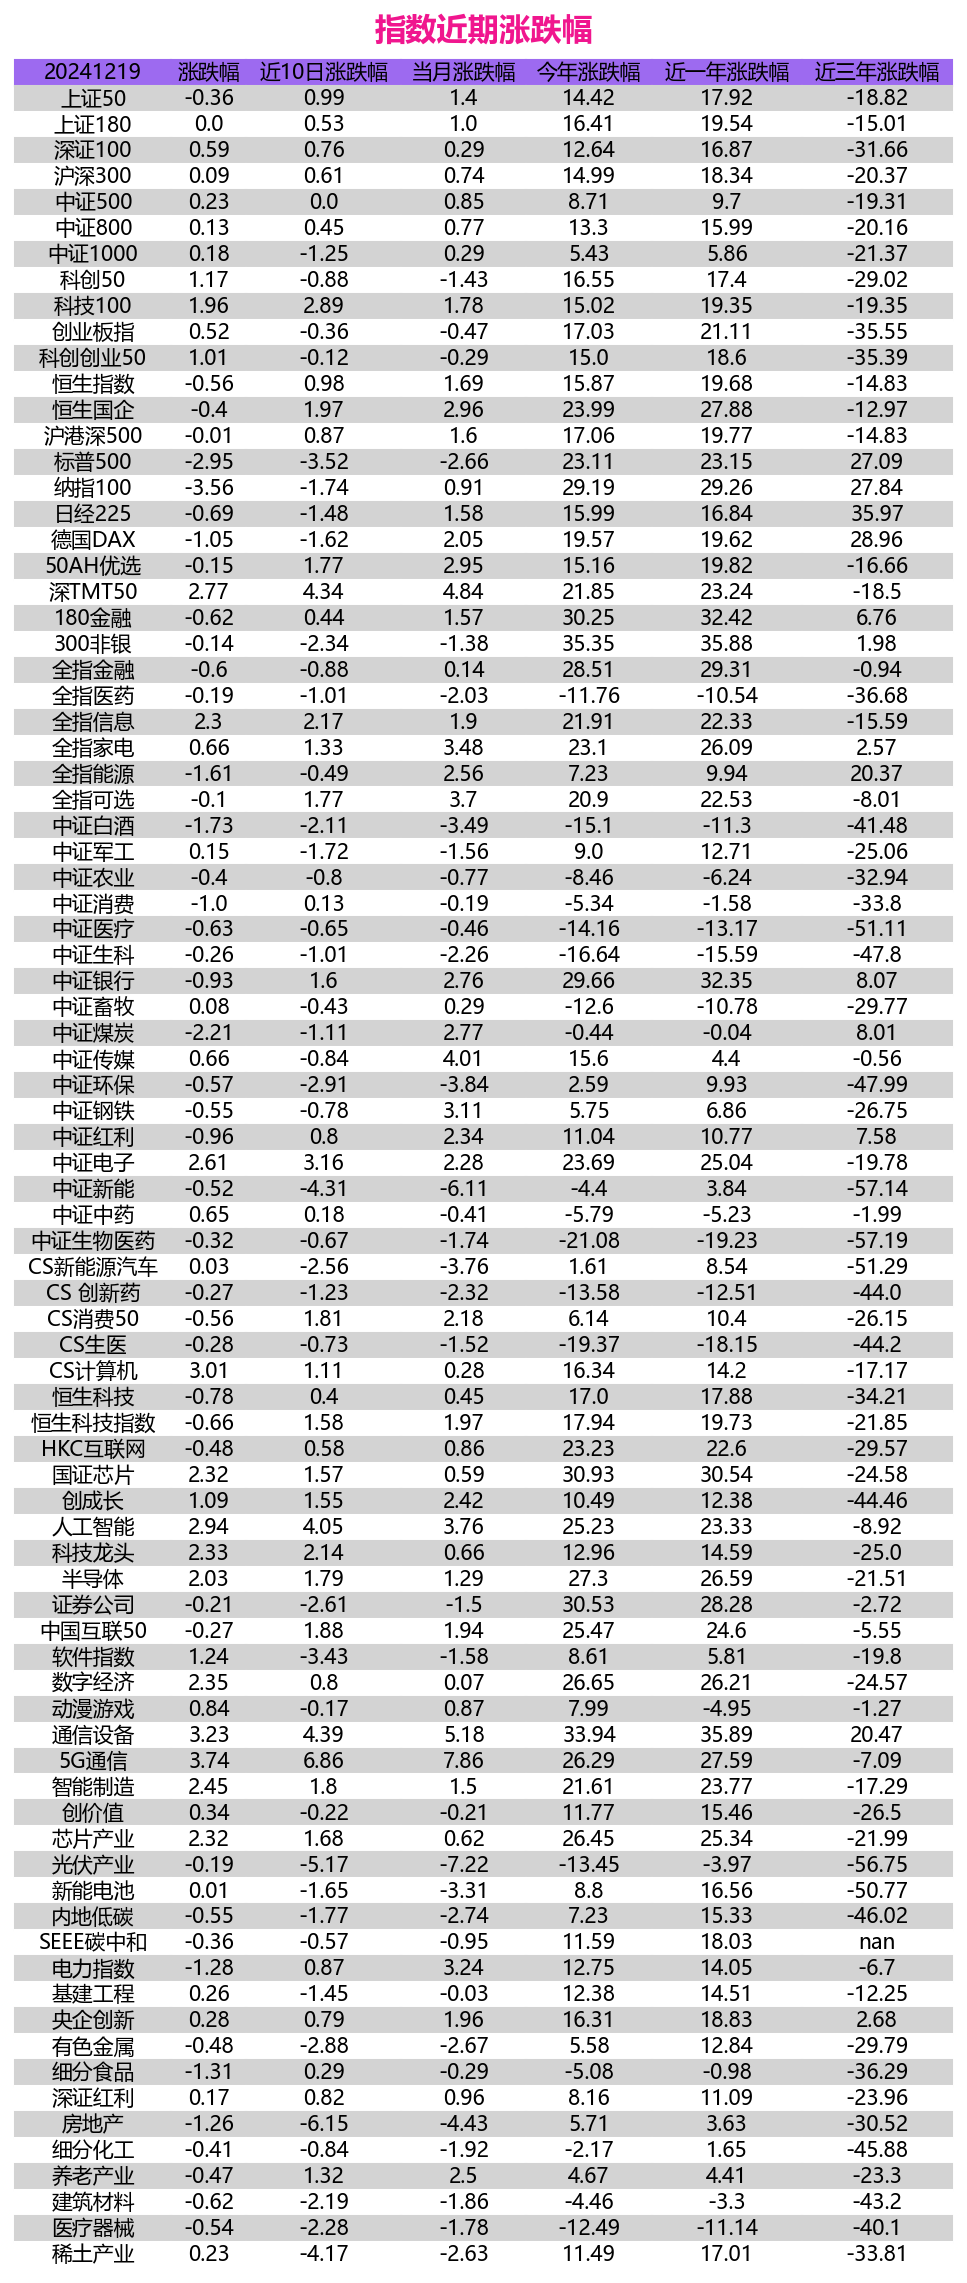 指数近期涨跌幅
20241219 涨跌幅 近10日涨跌幅 当月涨跌幅 今年涨跌幅 近一年涨跌幅 近三年涨跌幅
上证50 -0.36 0.99 1.4 14.42 17.92 -18.82
上证180 0.0 0.53 1.0 16.41 19.54 -15.01
深证100 0.59 0.76 0.29 12.64 16.87 -31.66
沪深300 0.09 0.61 0.74 14.99 18.34 -20.37
中证500 0.23 0.0 0.85 8.71 9.7 -19.31
中证800 0.13 0.45 0.77 13.3 15.99 -20.16
中证1000 0.18 -1.25 0.29 5.43 5.86 -21.37
科创50 1.17 -0.88 -1.43 16.55 17.4 -29.02
科技100 1.96 2.89 1.78 15.02 19.35 -19.35
创业板指 0.52 -0.36 -0.47 17.03 21.11 -35.55
科创创业50 1.01 -0.12 -0.29 15.0 18.6 -35.39
恒生指数 -0.56 0.98 1.69 15.87 19.68 -14.83
恒生国企 -0.4 1.97 2.96 23.99 27.88 -12.97
沪港深500 -0.01 0.87 1.6 17.06 19.77 -14.83
标普500 -2.95 -3.52 -2.66 23.11 23.15 27.09
纳指100 -3.56 -1.74 0.91 29.19 29.26 27.84
日经225 -0.69 -1.48 1.58 15.99 16.84 35.97
德国DAX -1.05 -1.62 2.05 19.57 19.62 28.96
50AH优选 -0.15 1.77 2.95 15.16 19.82 -16.66
深TMT50 2.77 4.34 4.84 21.85 23.24 -18.5
180金融 -0.62 0.44 1.57 30.25 32.42 6.76
300非银 -0.14 -2.34 -1.38 35.35 35.88 1.98
全指金融 -0.6 -0.88 0.14 28.51 29.31 -0.94
全指医药 -0.19 -1.01 -2.03 -11.76 -10.54 -36.68
全指信息 2.3 2.17 1.9 21.91 22.33 -15.59
全指家电 0.66 1.33 3.48 23.1 26.09 2.57
全指能源 -1.61 -0.49 2.56 7.23 9.94 20.37
全指可选 -0.1 1.77 3.7 20.9 22.53 -8.01
中证白酒 -1.73 -2.11 -3.49 -15.1 -11.3 -41.48
中证军工 0.15 -1.72 -1.56 9.0 12.71 -25.06
中证农业 -0.4 -0.8 -0.77 -8.46 -6.24 -32.94
中证消费 -1.0 0.13 -0.19 -5.34 -1.58 -33.8
中证医疗 -0.63 -0.65 -0.46 -14.16 -13.17 -51.11
中证生科 -0.26 -1.01 -2.26 -16.64 -15.59 -47.8
中证银行 -0.93 1.6 2.76 29.66 32.35 8.07
中证畜牧 0.08 -0.43 0.29 -12.6 -10.78 -29.77
中证煤炭 -2.21 -1.11 2.77 -0.44 -0.04 8.01
中证传媒 0.66 -0.84 4.01 15.6 4.4 -0.56
中证环保 -0.57 -2.91 -3.84 2.59 9.93 -47.99
中证钢铁 -0.55 -0.78 3.11 5.75 6.86 -26.75
中证红利 -0.96 0.8 2.34 11.04 10.77 7.58
中证电子 2.61 3.16 2.28 23.69 25.04 -19.78
中证新能 -0.52 -4.31 -6.11 -4.4 3.84 -57.14
中证中药 0.65 0.18 -0.41 -5.79 -5.23 -1.99
中证生物医药 -0.32 -0.67 -1.74 -21.08 -19.23 -57.19
CS新能源汽车 0.03 -2.56 -3.76 1.61 8.54 -51.29
CS 创新药 -0.27 -1.23 -2.32 -13.58 -12.51 -44.0
CS消费50 -0.56 1.81 2.18 6.14 10.4 -26.15
CS生医 -0.28 -0.73 -1.52 -19.37 -18.15 -44.2
CS计算机 3.01 1.11 0.28 16.34 14.2 -17.17
恒生科技 -0.78 0.4 0.45 17.0 17.88 -34.21
恒生科技指数 -0.66 1.58 1.97 17.94 19.73 -21.85
HKC互联网 -0.48 0.58 0.86 23.23 22.6 -29.57
国证芯片 2.32 1.57 0.59 30.93 30.54 -24.58
创成长 1.09 1.55 2.42 10.49 12.38 -44.46
人工智能 2.94 4.05 3.76 25.23 23.33 -8.92
科技龙头 2.33 2.14 0.66 12.96 14.59 -25.0
半导体 2.03 1.79 1.29 27.3 26.59 -21.51
证券公司 -0.21 -2.61 -1.5 30.53 28.28 -2.72
中国互联50 -0.27 1.88 1.94 25.47 24.6 -5.55
软件指数 1.24 -3.43 -1.58 8.61 5.81 -19.8
数字经济 2.35 0.8 0.07 26.65 26.21 -24.57
动漫游戏 0.84 -0.17 0.87 7.99 -4.95 -1.27
通信设备 3.23 4.39 5.18 33.94 35.89 20.47
5G通信 3.74 6.86 7.86 26.29 27.59 -7.09
智能制造 2.45 1.8 1.5 21.61 23.77 -17.29
创价值 0.34 -0.22 -0.21 11.77 15.46 -26.5
芯片产业 2.32 1.68 0.62 26.45 25.34 -21.99
光伏产业 -0.19 -5.17 -7.22 -13.45 -3.97 -56.75
新能电池 0.01 -1.65 -3.31 8.8 16.56 -50.77
内地低碳 -0.55 -1.77 -2.74 7.23 15.33 -46.02
SEEE碳中和 -0.36 -0.57 -0.95 11.59 18.03 nan
电力指数 -1.28 0.87 3.24 12.75 14.05 -6.7
基建工程 0.26 -1.45 -0.03 12.38 14.51 -12.25
央企创新 0.28 0.79 1.96 16.31 18.83 2.68
有色金属 -0.48 -2.88 -2.67 5.58 12.84 -29.79
细分食品 -1.31 0.29 -0.29 -5.08 -0.98 -36.29
深证红利 0.17 0.82 0.96 8.16 11.09 -23.96
房地产 -1.26 -6.15 -4.43 5.71 3.63 -30.52
细分化工 -0.41 -0.84 -1.92 -2.17 1.65 -45.88
养老产业 -0.47 1.32 2.5 4.67 4.41 -23.3
建筑材料 -0.62 -2.19 -1.86 -4.46 -3.3 -43.2
医疗器械 -0.54 -2.28 -1.78 -12.49 -11.14 -40.1
稀土产业 0.23 -4.17 -2.63 11.49 17.01 -33.81